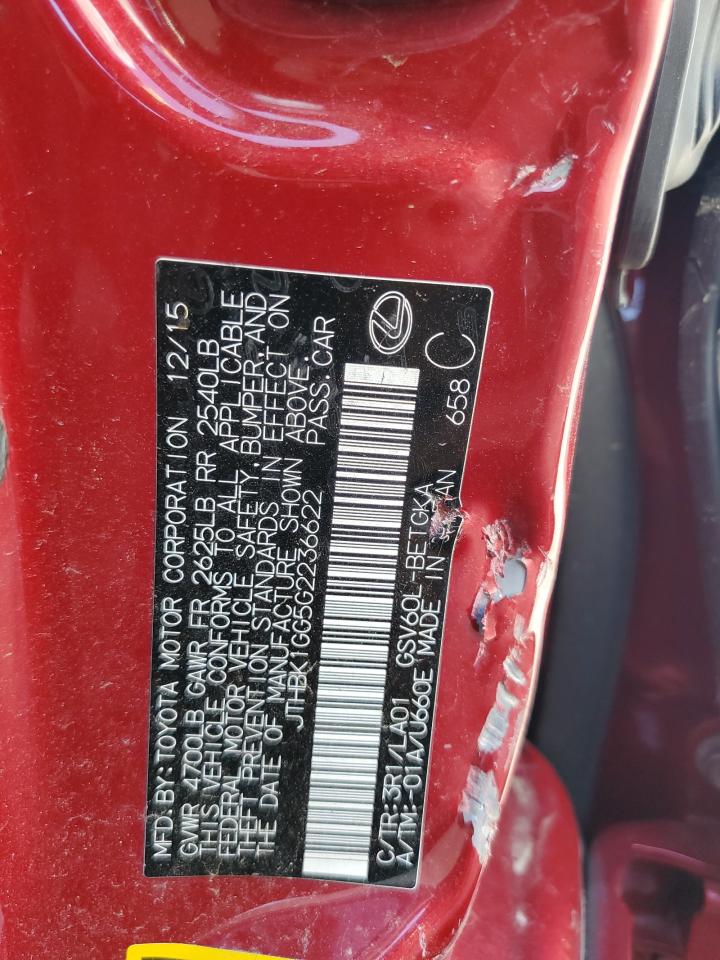 MFD. BY: TOYOTA MOTOR CORPORATION 12/15
GVWR 4700LB GAWR FR 2625LB RR 2540LB
THIS VEHICLE CONFORMS TO ALL APPLICABLE
FEDERAL MOTOR VEHICLE SAFETY, BUMPER, AND
THEFT PREVENTION STANDARDS IN EFFECT ON
THE DATE OF MANUFACTURE SHOWN ABOVE.
JTHBK1GG5G2236622 PASS. CAR
C/TR: 3R1/LA01 GSV60L-BETGKA
A/TM: -01A/U660E MADE IN JAPAN 658 C